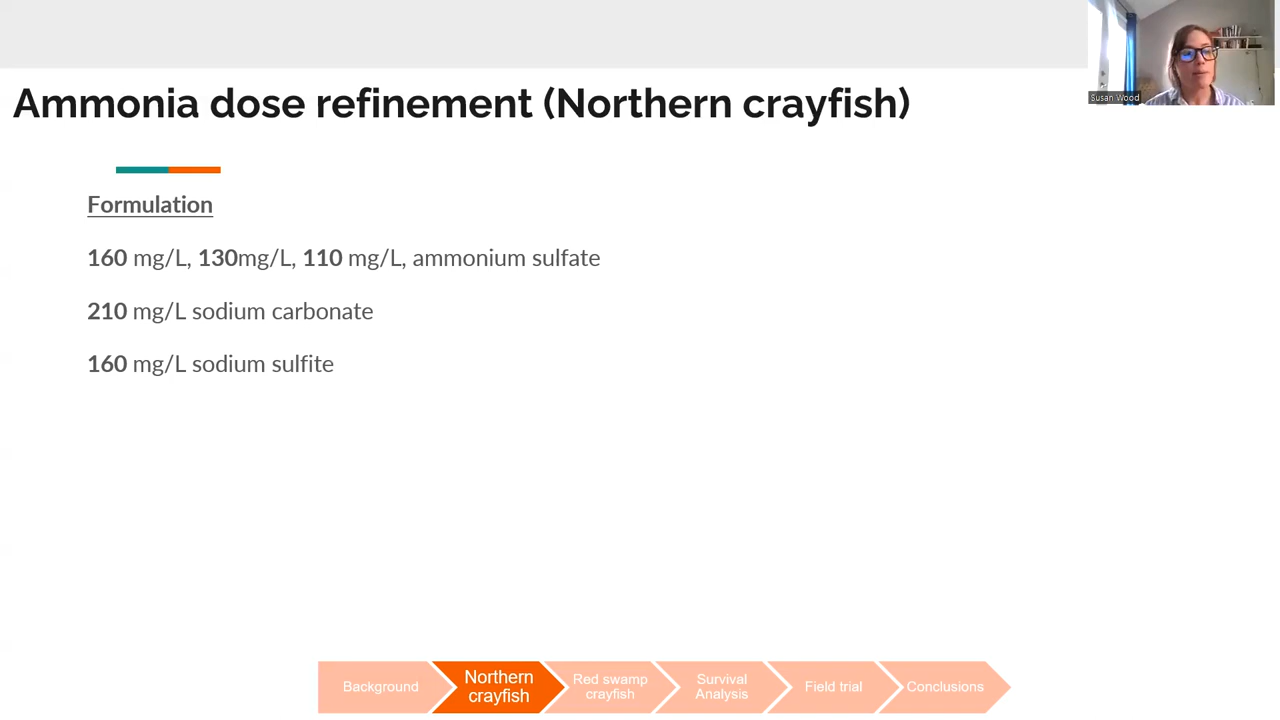 Ammonia dose refinement (Northern crayfish)
Susan Wood
Formulation
160 mg/L, 130mg/L, 110 mg/L, ammonium sulfate
210 mg/L sodium carbonate
160 mg/L sodium sulfite
Background
Northern
crayfish
Red swamp
crayfish
Survival
Analysis
Field trial
Conclusions